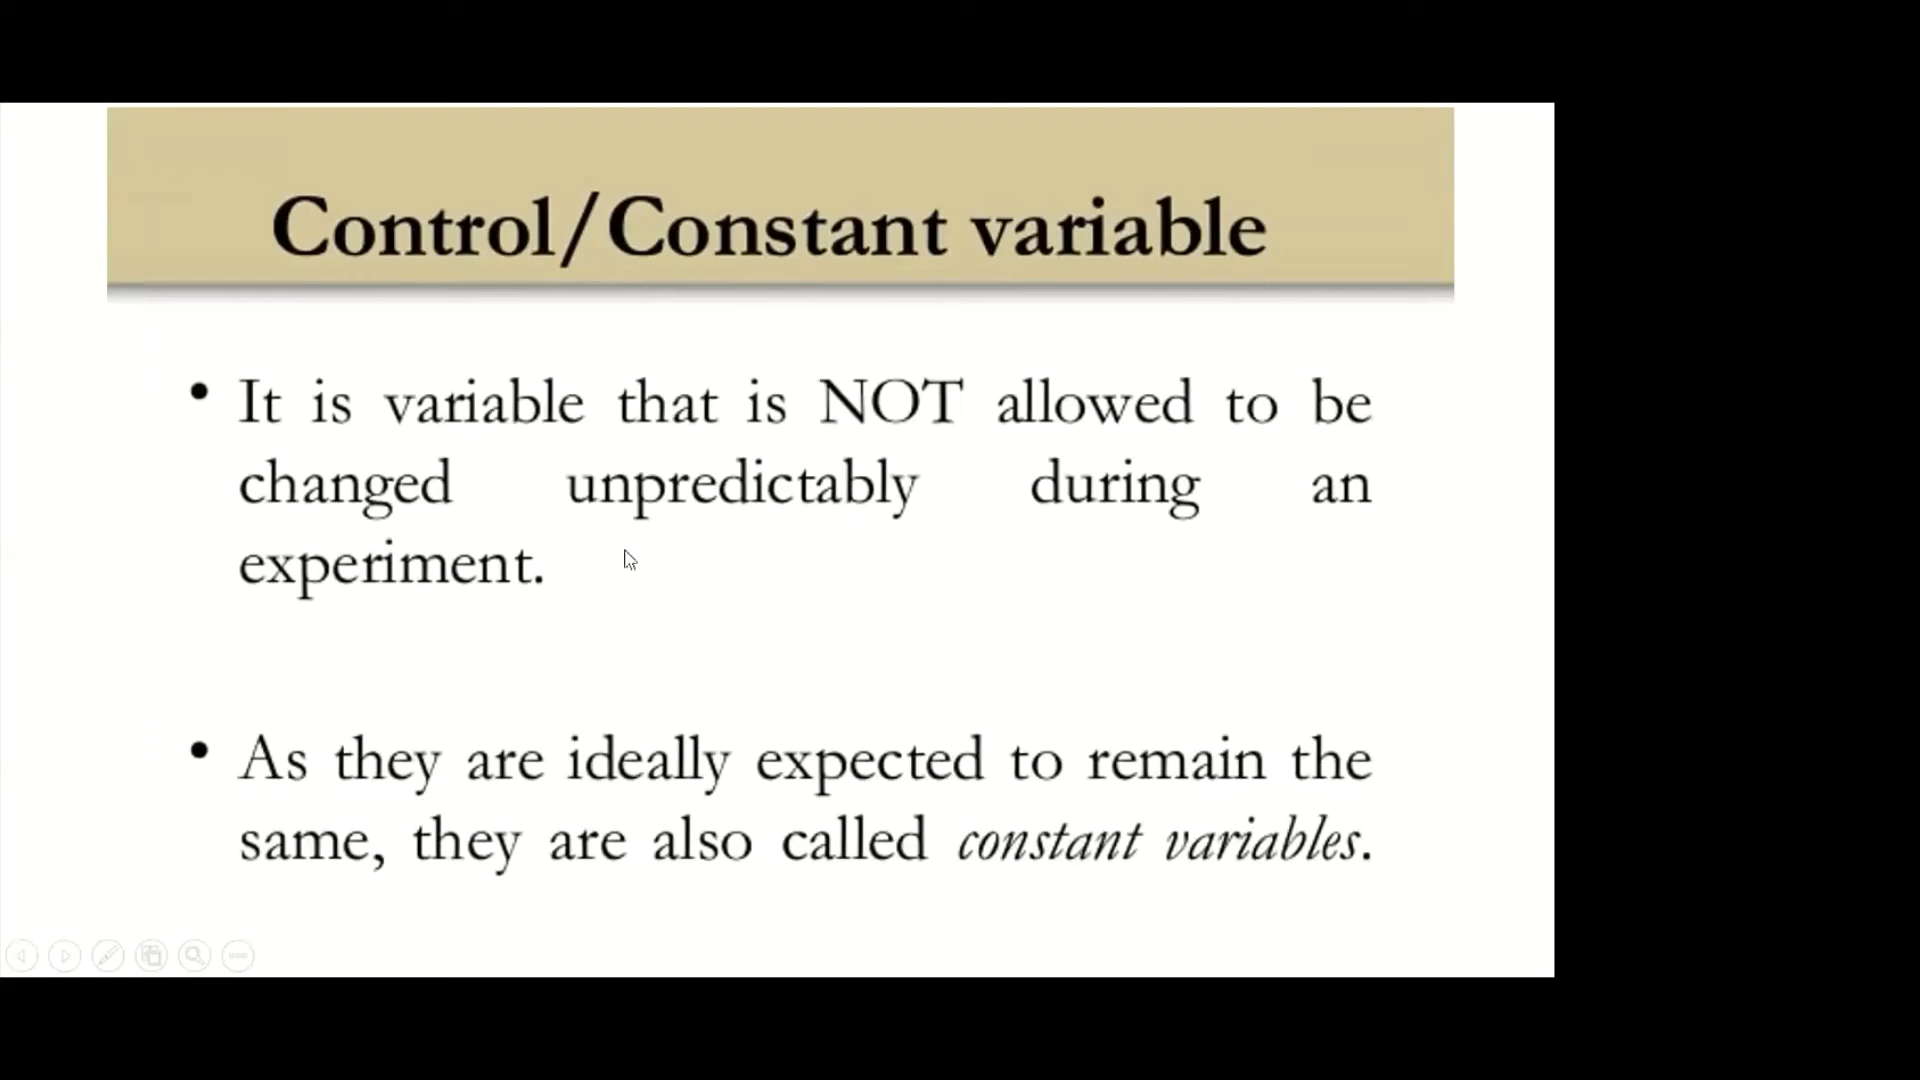 Control/Constant variable
• It is variable that is NOT allowed to be
changed unpredictably during an
experiment.
• As they are ideally expected to remain the
same, they are also called constant variables.